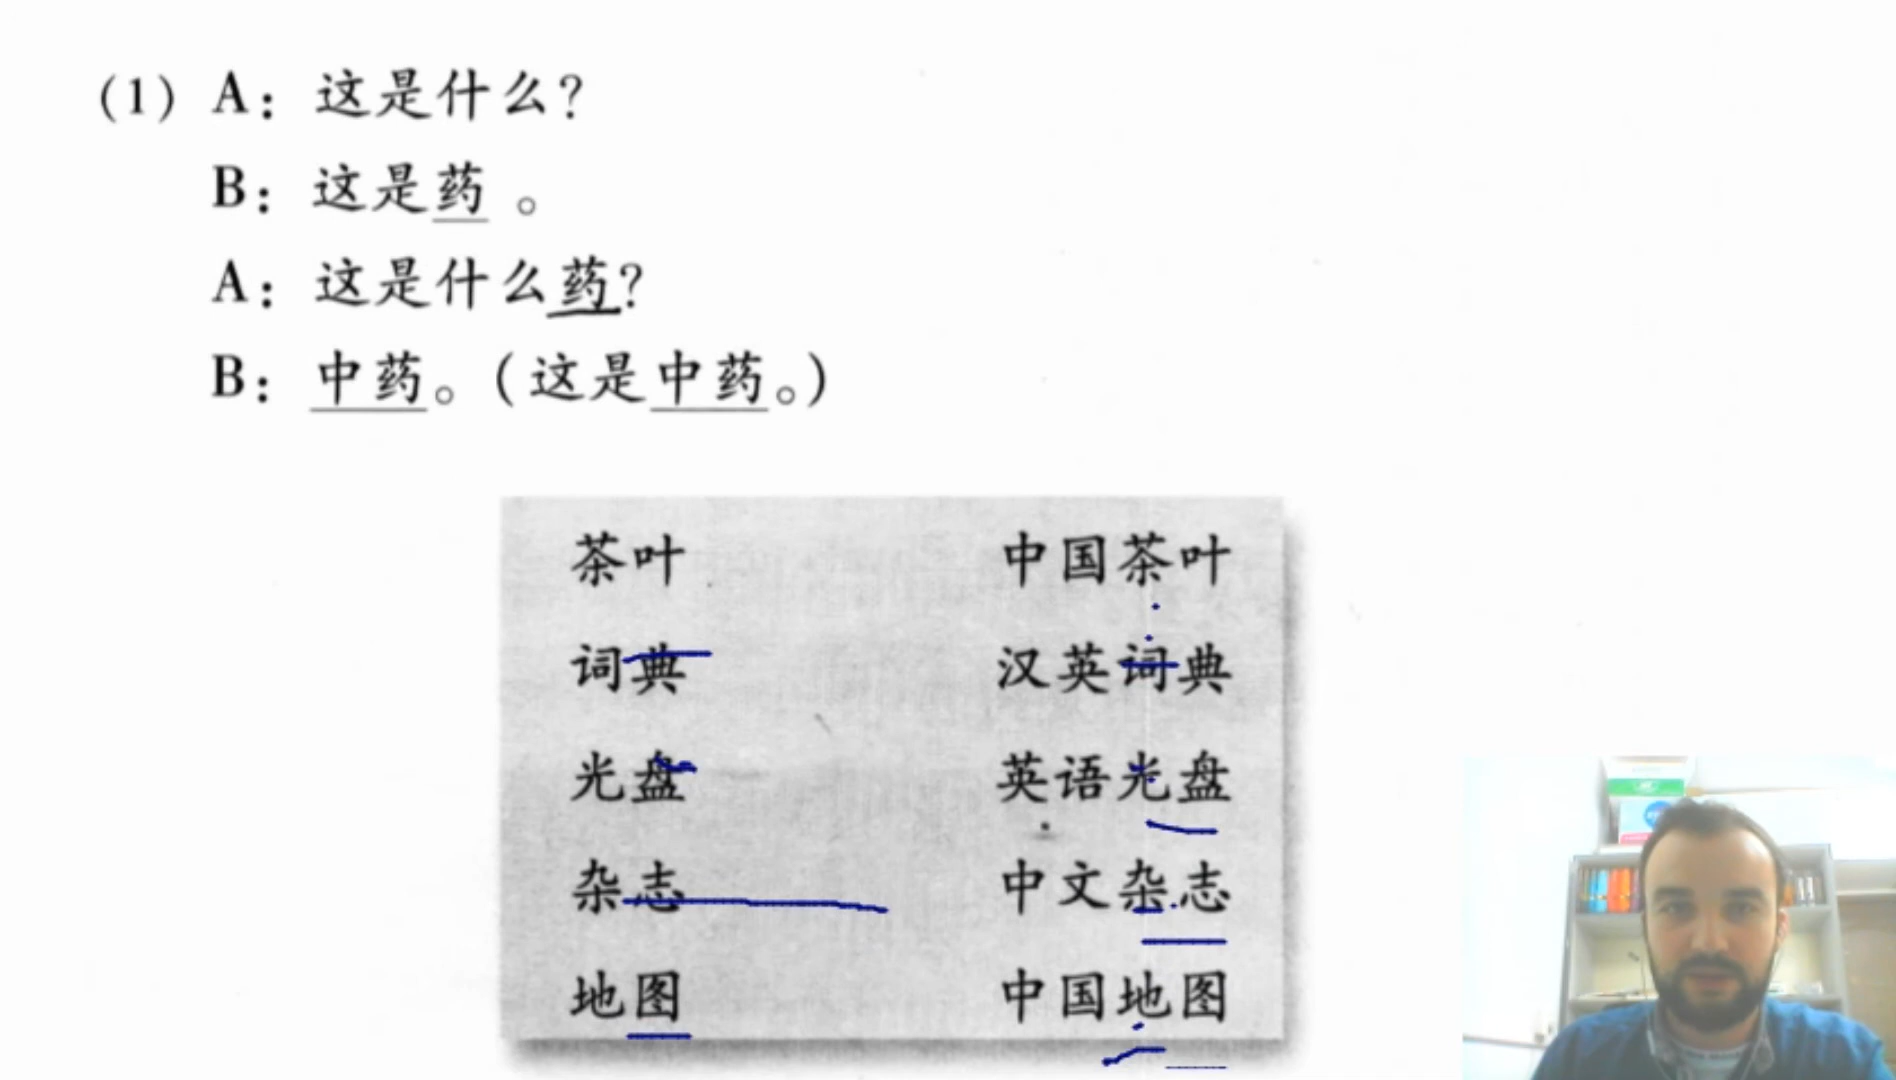 (1) A：这是什么？
B：这是药 。
A：这是什么药？
B：中药。(这是中药。)
茶叶 中国茶叶
词典 汉英词典
光盘 英语光盘
杂志 中文杂志
地图 中国地图